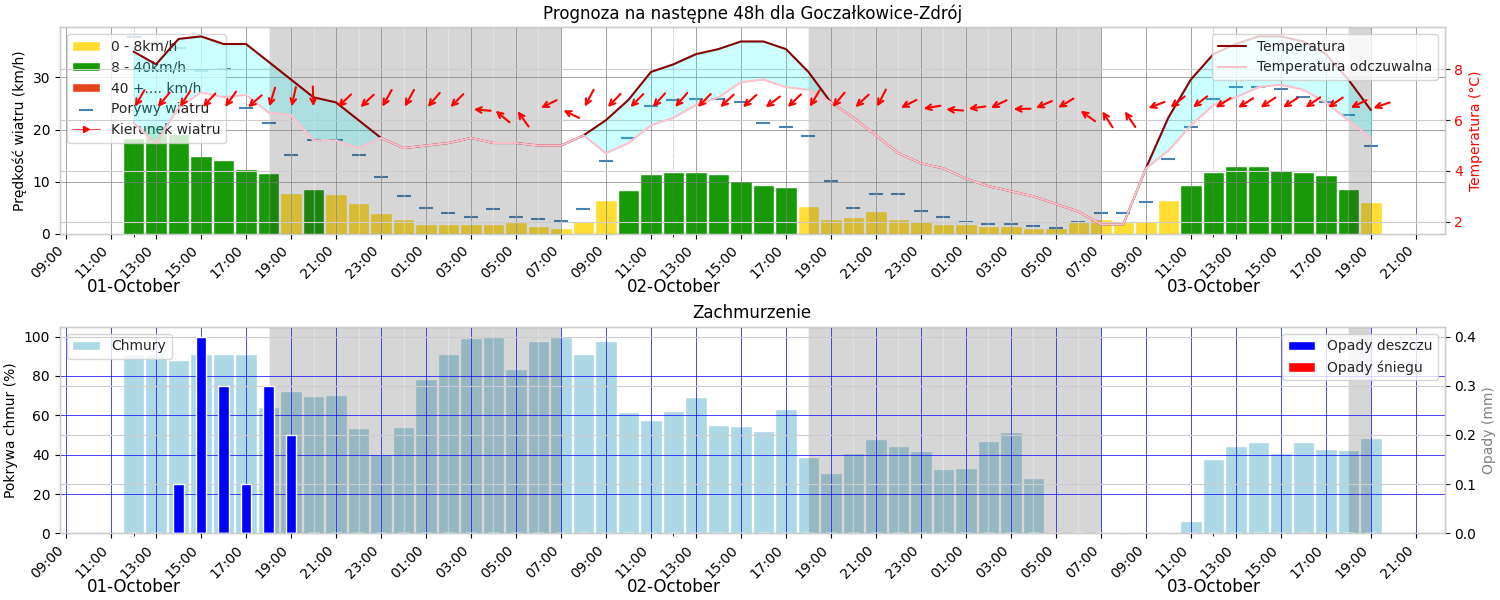 Prognoza na następne 48h dla Goczałkowice-Zdrój
0 - 8km/h
8 - 40km/h
40 +.... km/h
Porywy wiatru
Kierunek wiatru
Temperatura
Temperatura odczuwalna
Prędkość wiatru (km/h)
30
20
10
0
Temperatura (°C)
8
6
4
2
09:00 11:00 13:00 15:00 17:00 19:00 21:00 23:00 01:00 03:00 05:00 07:00 09:00 11:00 13:00 15:00 17:00 19:00 21:00 23:00 01:00 03:00 05:00 07:00 09:00 11:00 13:00 15:00 17:00 19:00 21:00
01-October 02-October 03-October
Zachmurzenie
Chmury
Opady deszczu
Opady śniegu
Pokrywa chmur (%)
100
80
60
40
20
0
Opady (mm)
0.4
0.3
0.2
0.1
0.0
09:00 11:00 13:00 15:00 17:00 19:00 21:00 23:00 01:00 03:00 05:00 07:00 09:00 11:00 13:00 15:00 17:00 19:00 21:00 23:00 01:00 03:00 05:00 07:00 09:00 11:00 13:00 15:00 17:00 19:00 21:00
01-October 02-October 03-October